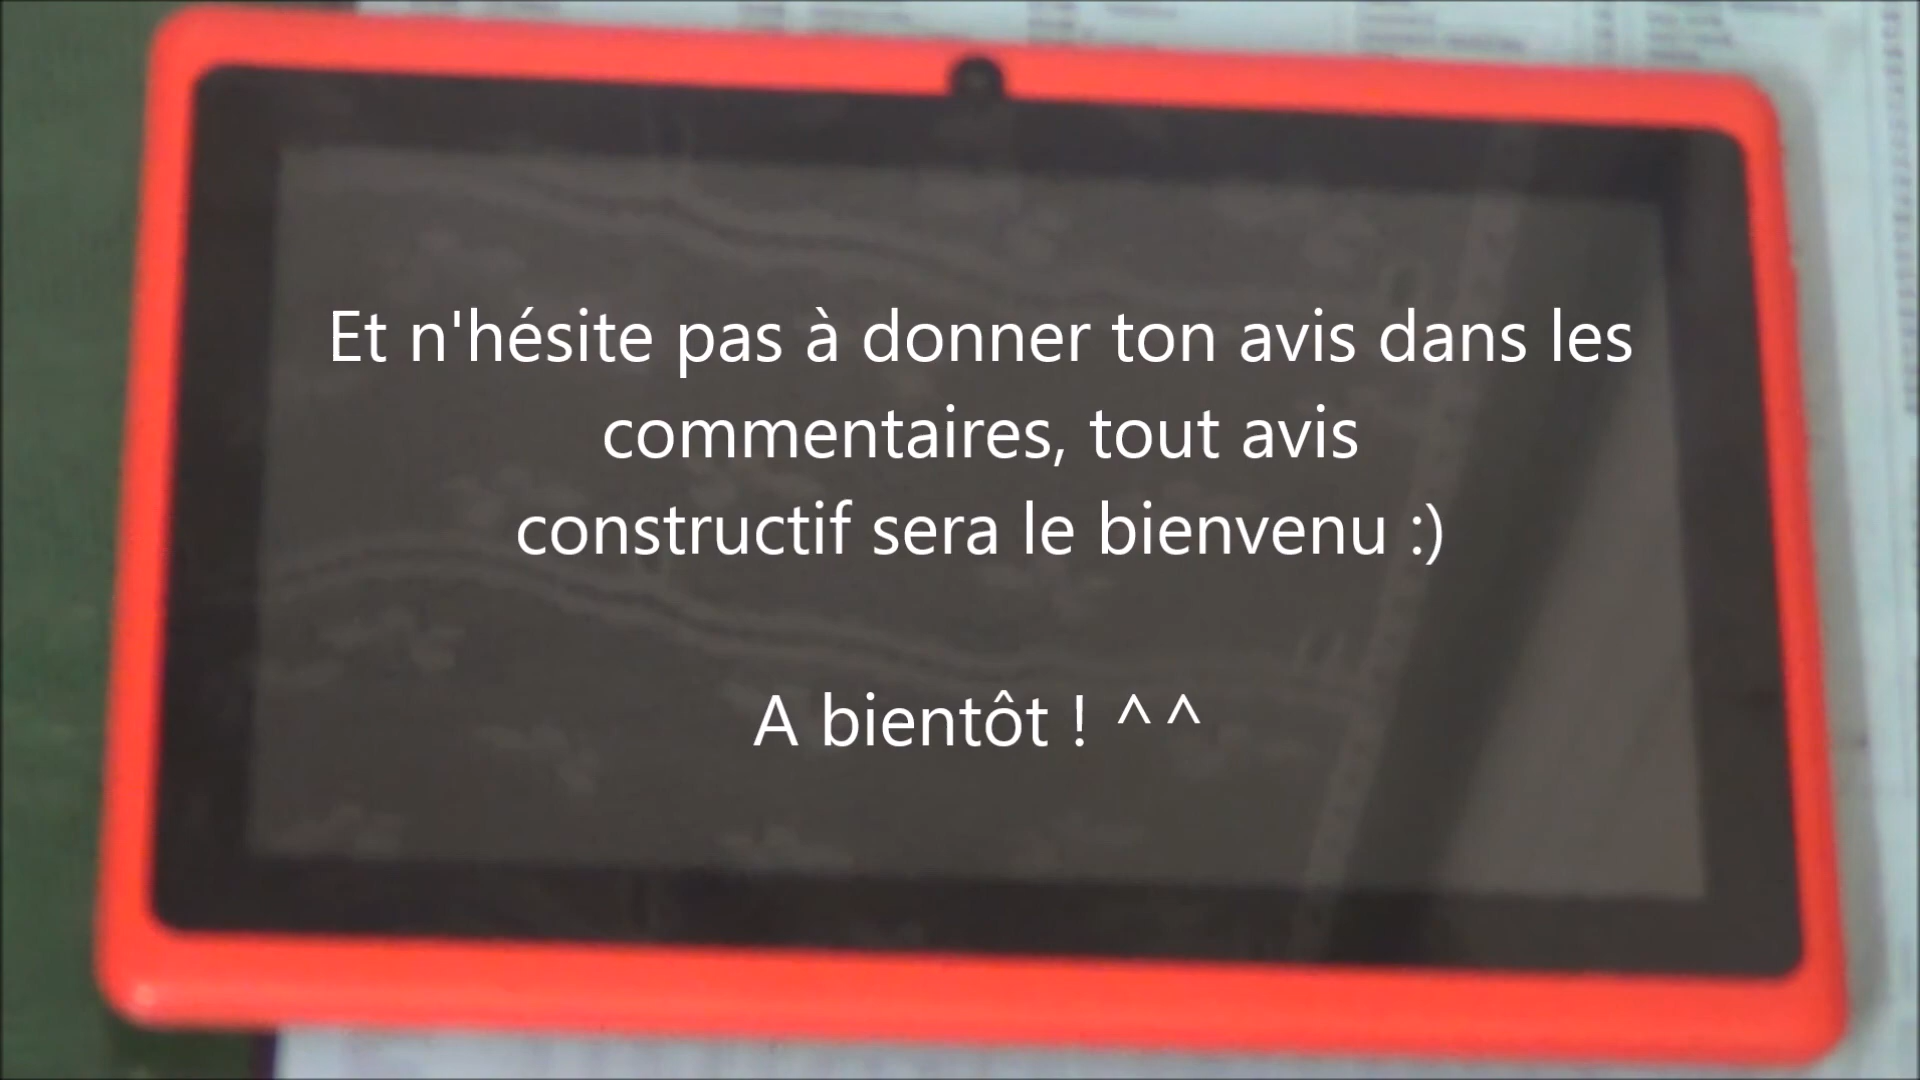 Et n'hésite pas à donner ton avis dans les
commentaires, tout avis
constructif sera le bienvenu :)
A bientôt ! ^^